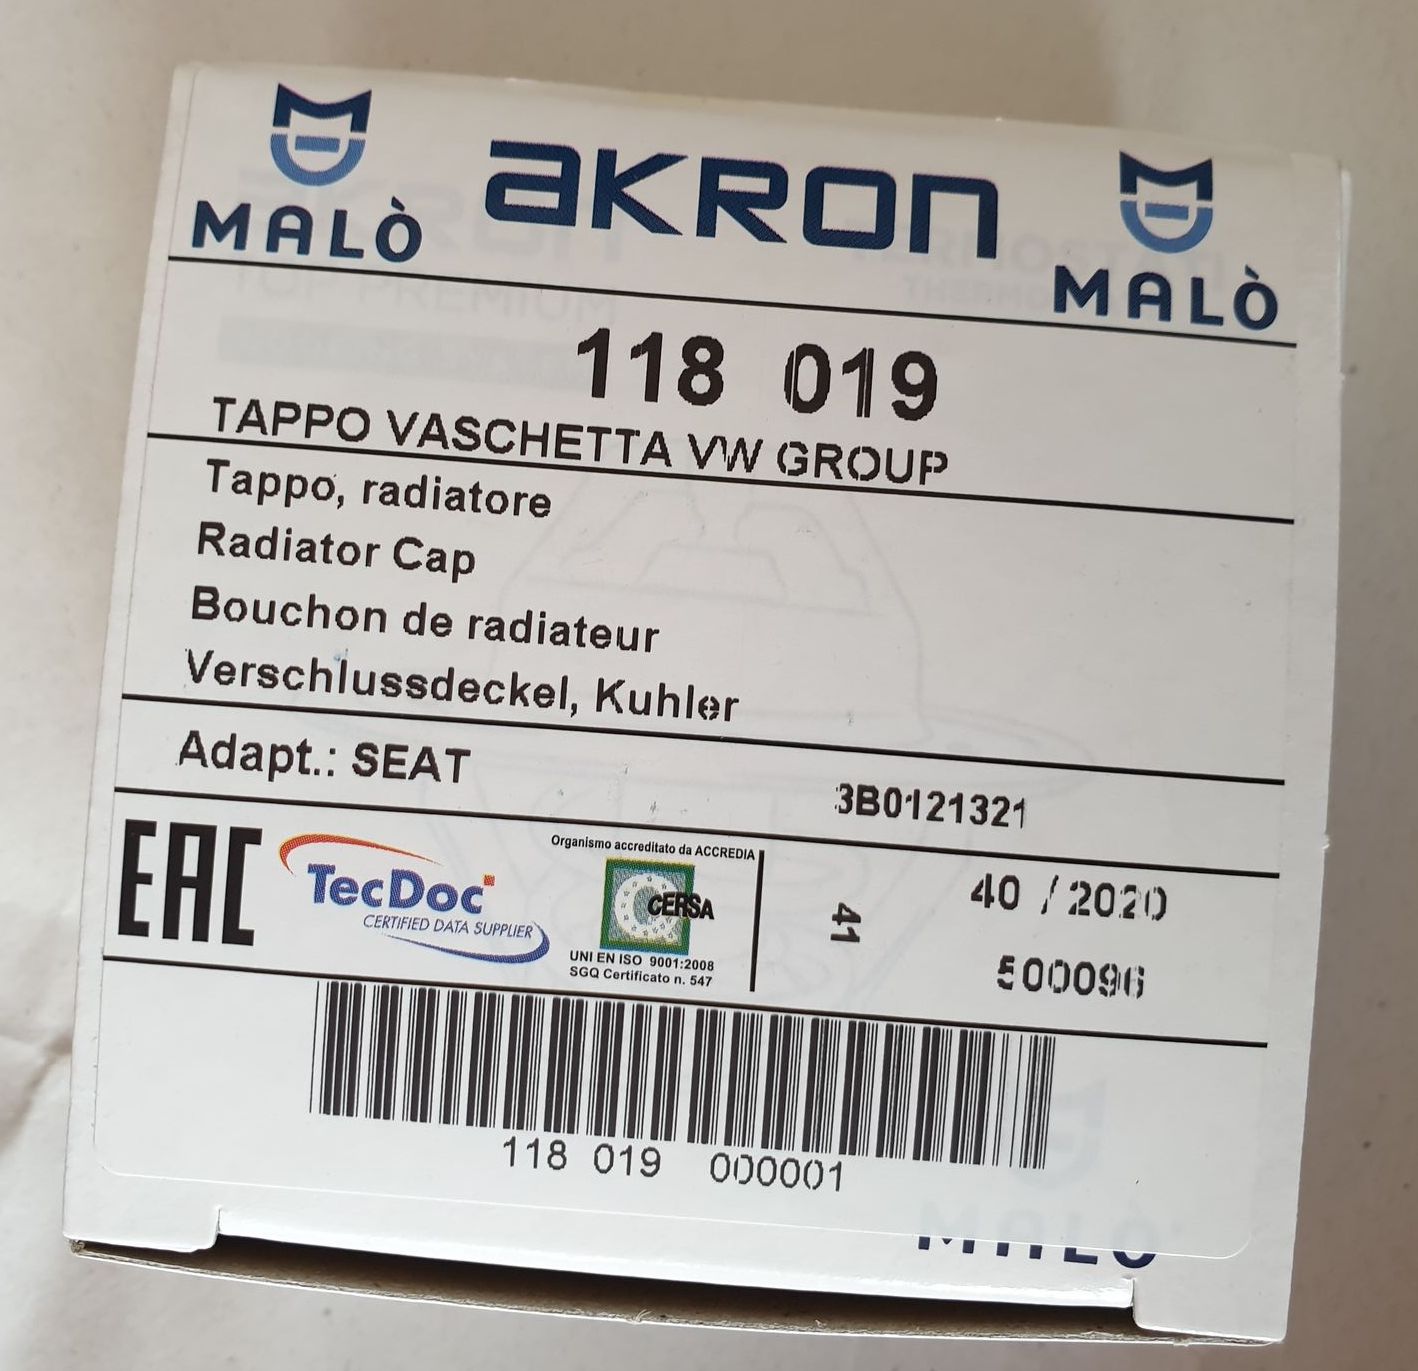 MALÒ akron MALÒ
118 019
TAPPO VASCHETTA VW GROUP
Tappo, radiatore
Radiator Cap
Bouchon de radiateur
Verschlussdeckel, Kuhler
Adapt.: SEAT 3B0121321
EAC
TecDoc
CERTIFIED DATA SUPPLIER
Organismo accreditato da ACCREDIA
CERSA
UNI EN ISO 9001:2008
SGQ Certificato n. 547
41
40 / 2020
500096
118 019 000001
MALÒ